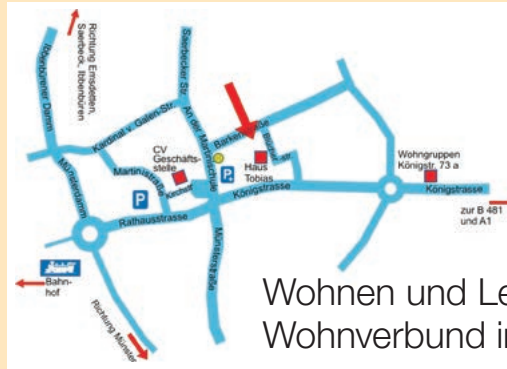 Richtung Emsdetten,
Saerbeck, Ibbenbüren
Ibbenbürener Damm
Saerbecker Str.
Kardinal v. Galen-Str.
An der Martinischule
CV
Geschäfts-
stelle
Martinistraße
Kirchstr.
P
P
Haus
Tobias
Wohngruppen
Königstr. 73 a
Königstrasse
Königstrasse
Münsterdamm
Rathausstrasse
Münsterstraße
zur B 481
und A1
Bahn-
hof
Richtung Münster
Wohnen und Le
Wohnverbund i